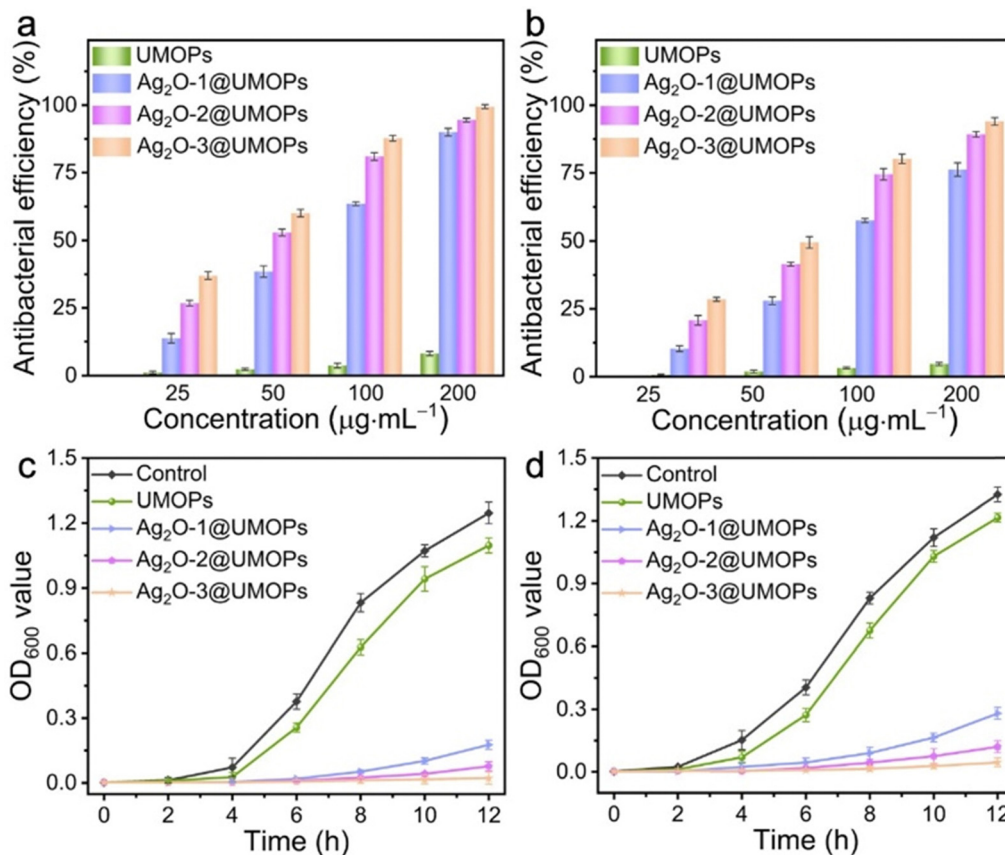 a
Antibacterial efficiency (%)
100
75
50
25
0
UMOPs
Ag₂O-1@UMOPs
Ag₂O-2@UMOPs
Ag₂O-3@UMOPs
25 50 100 200
Concentration (μg·mL⁻¹)
b
Antibacterial efficiency (%)
100
75
50
25
0
UMOPs
Ag₂O-1@UMOPs
Ag₂O-2@UMOPs
Ag₂O-3@UMOPs
25 50 100 200
Concentration (μg·mL⁻¹)
c
OD₆₀₀ value
1.5
1.2
0.9
0.6
0.3
0.0
Control
UMOPs
Ag₂O-1@UMOPs
Ag₂O-2@UMOPs
Ag₂O-3@UMOPs
0 2 4 6 8 10 12
Time (h)
d
OD₆₀₀ value
1.5
1.2
0.9
0.6
0.3
0.0
Control
UMOPs
Ag₂O-1@UMOPs
Ag₂O-2@UMOPs
Ag₂O-3@UMOPs
0 2 4 6 8 10 12
Time (h)